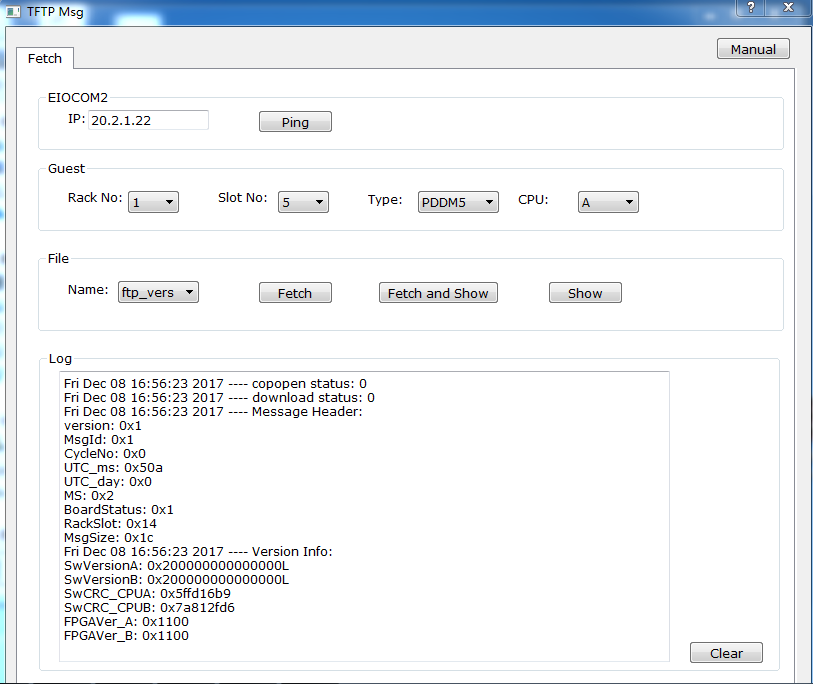 TFTP Msg
Manual
Fetch
EIOCOM2
IP: 20.2.1.22 Ping
Guest
Rack No: 1 Slot No: 5 Type: PDDM5 CPU: A
File
Name: ftp_vers Fetch Fetch and Show Show
Log
Fri Dec 08 16:56:23 2017 ---- copopen status: 0
Fri Dec 08 16:56:23 2017 ---- download status: 0
Fri Dec 08 16:56:23 2017 ---- Message Header:
version: 0x1
MsgId: 0x1
CycleNo: 0x0
UTC_ms: 0x50a
UTC_day: 0x0
MS: 0x2
BoardStatus: 0x1
RackSlot: 0x14
MsgSize: 0x1c
Fri Dec 08 16:56:23 2017 ---- Version Info:
SwVersionA: 0x200000000000000L
SwVersionB: 0x200000000000000L
SwCRC_CPUA: 0x5ffd16b9
SwCRC_CPUB: 0x7a812fd6
FPGAVer_A: 0x1100
FPGAVer_B: 0x1100
Clear